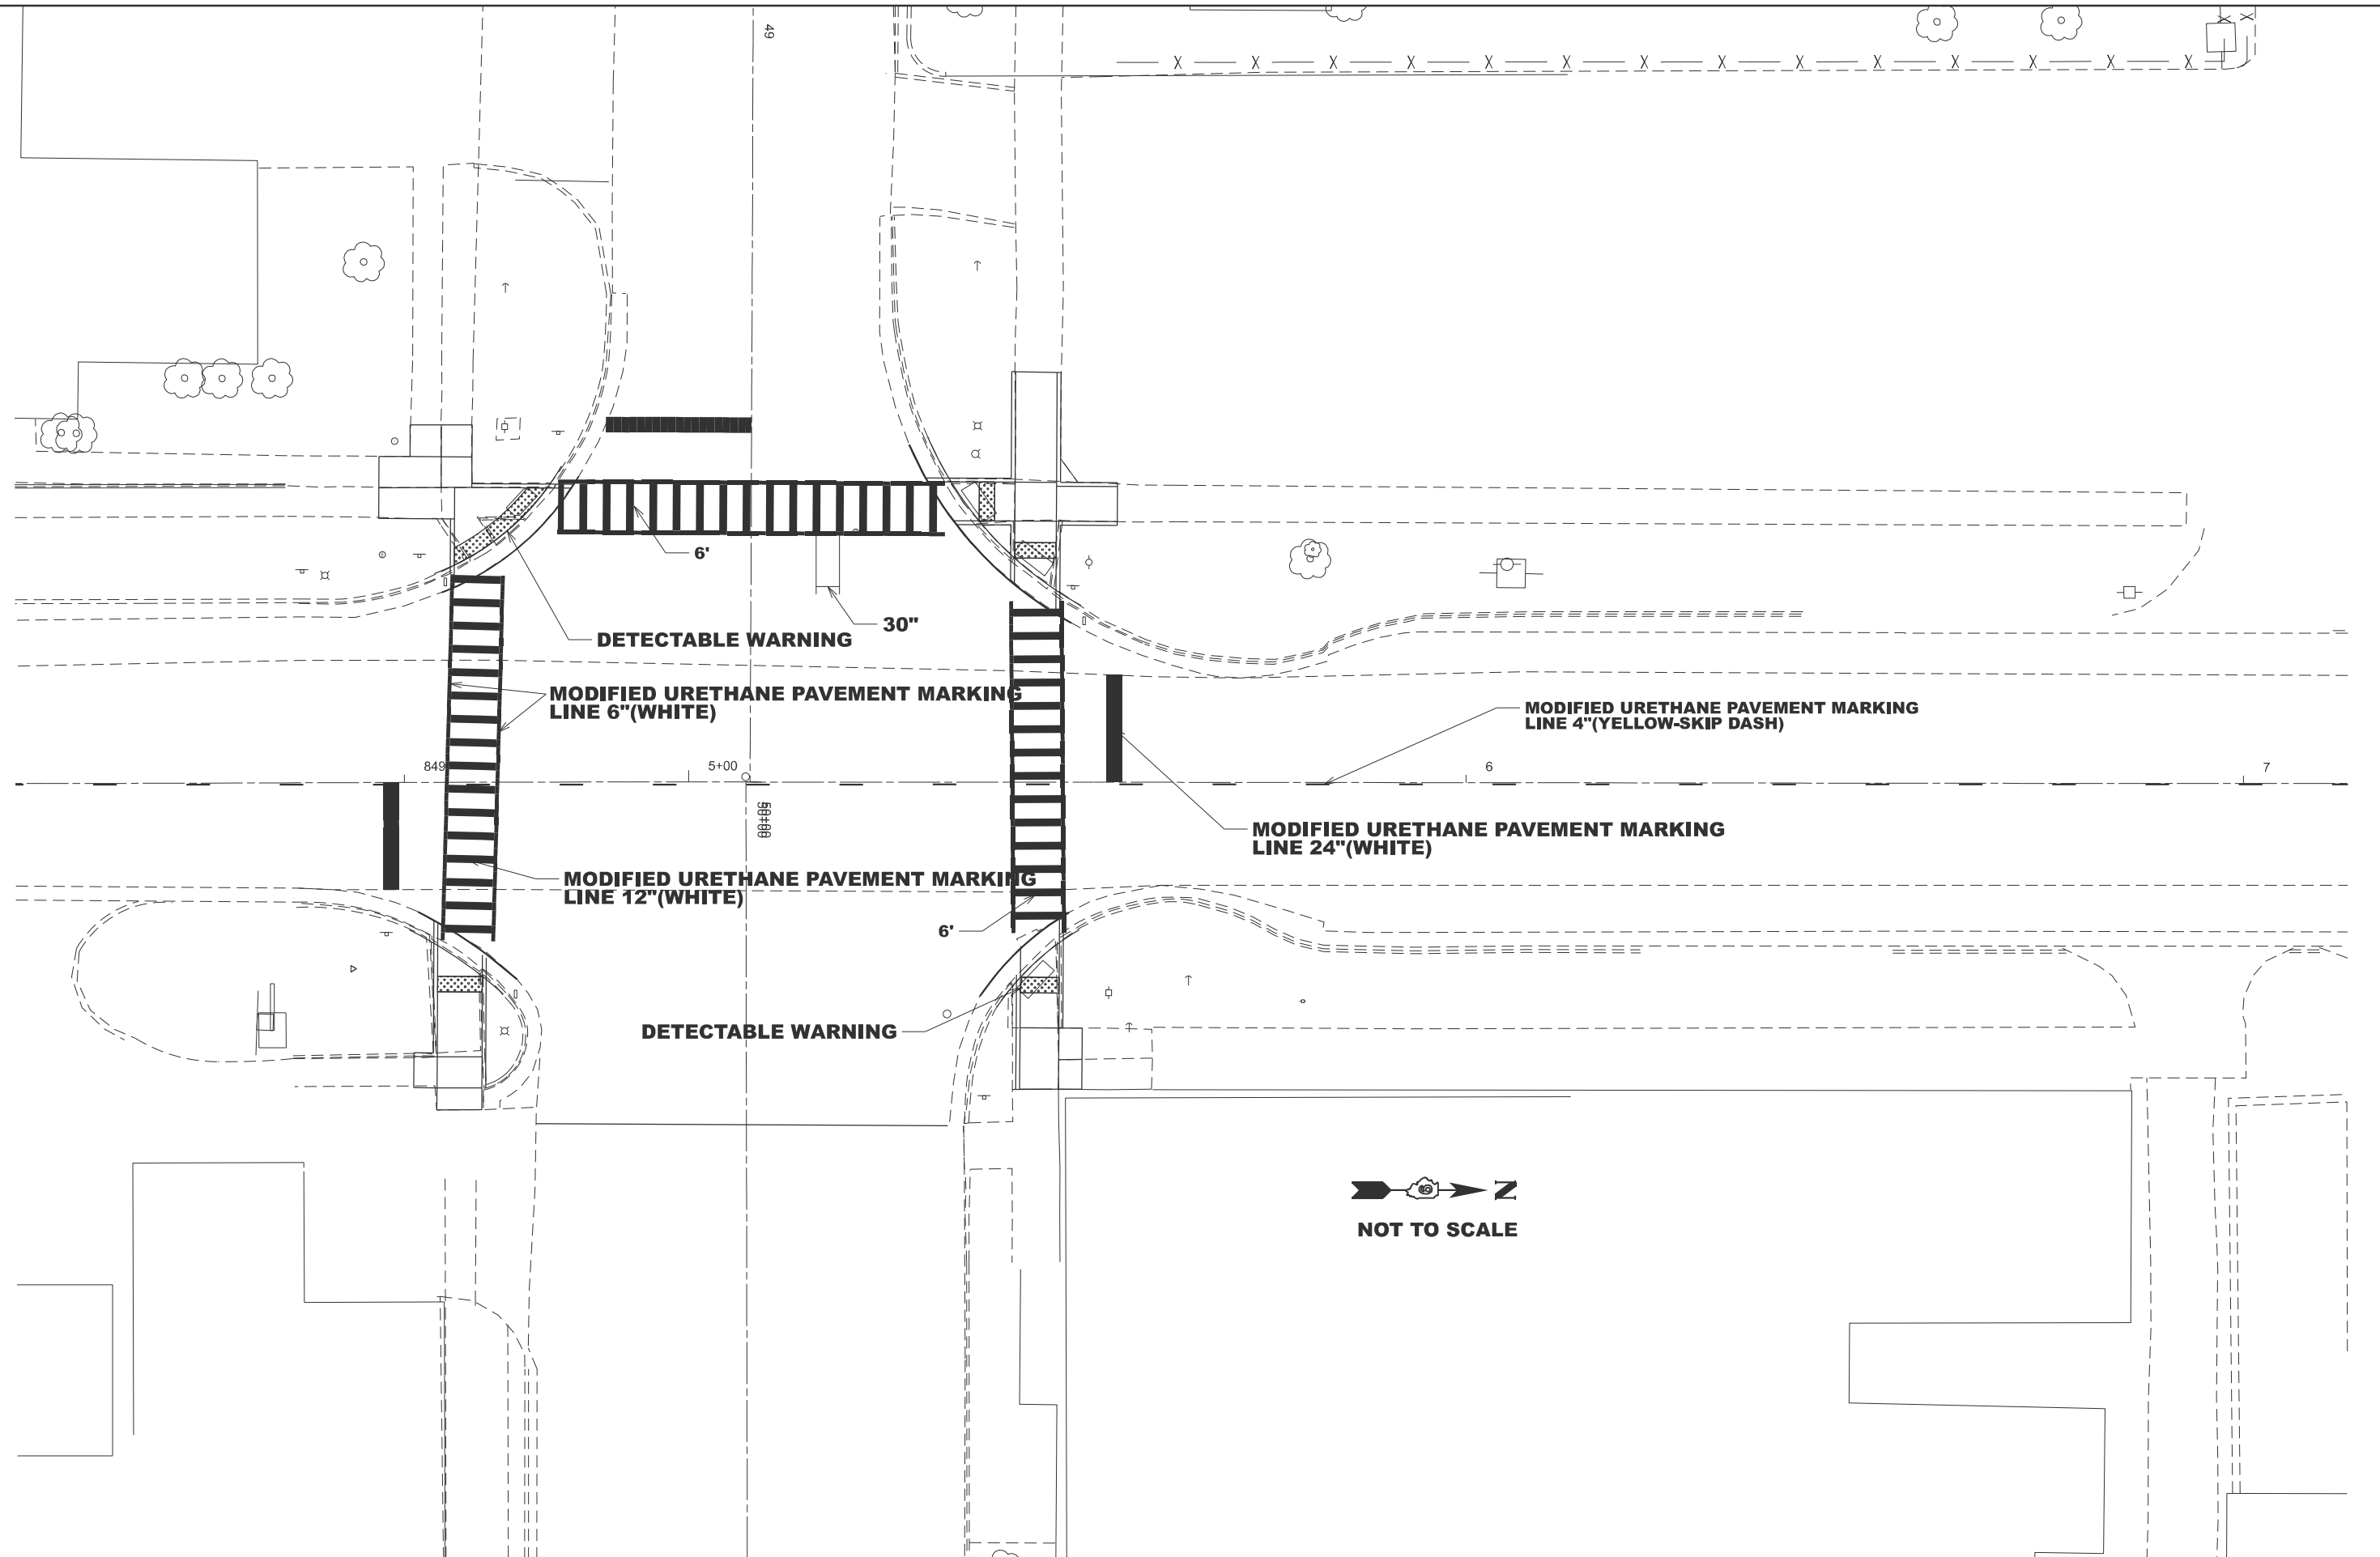 49
6'
30"
DETECTABLE WARNING
MODIFIED URETHANE PAVEMENT MARKING
LINE 6"(WHITE)
MODIFIED URETHANE PAVEMENT MARKING
LINE 4"(YELLOW-SKIP DASH)
849
5+00
6
7
MODIFIED URETHANE PAVEMENT MARKING
LINE 24"(WHITE)
MODIFIED URETHANE PAVEMENT MARKING
LINE 12"(WHITE)
6'
DETECTABLE WARNING
N
NOT TO SCALE